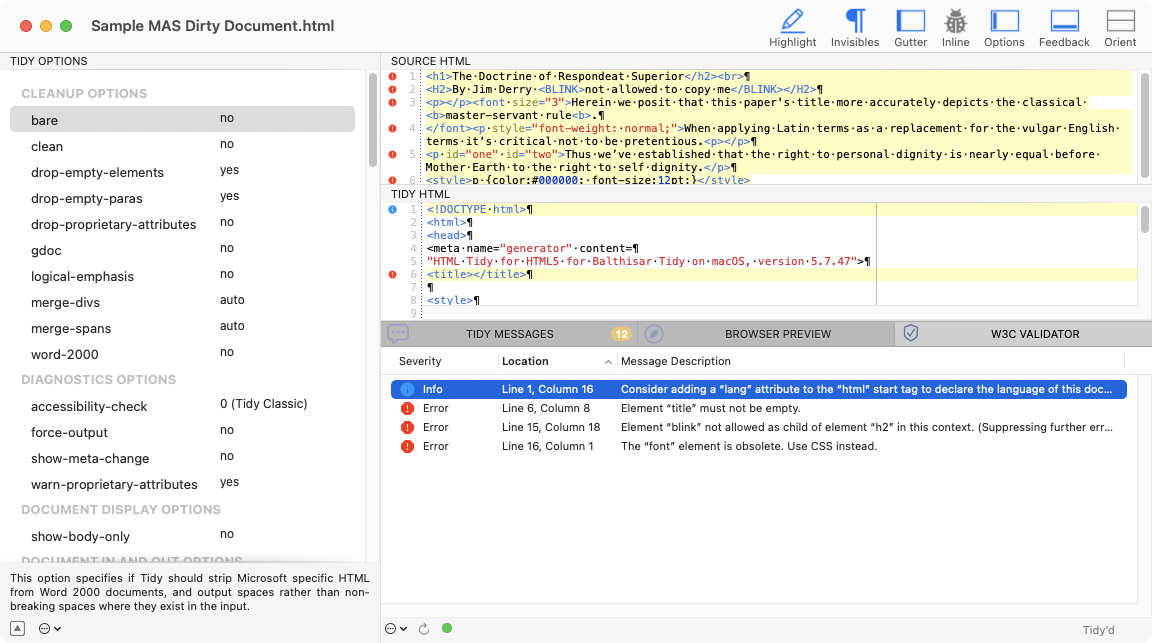 Sample MAS Dirty Document.html
Highlight Invisibles Gutter Inline Options Feedback Orient
TIDY OPTIONS
CLEANUP OPTIONS
bare no
clean no
drop-empty-elements yes
drop-empty-paras yes
drop-proprietary-attributes no
gdoc no
logical-emphasis no
merge-divs auto
merge-spans auto
word-2000 no
DIAGNOSTICS OPTIONS
accessibility-check 0 (Tidy Classic)
force-output no
show-meta-change no
warn-proprietary-attributes yes
DOCUMENT DISPLAY OPTIONS
show-body-only no
DOCUMENT IN AND OUT OPTIONS
This option specifies if Tidy should strip Microsoft specific HTML
from Word 2000 documents, and output spaces rather than non-
breaking spaces where they exist in the input.
SOURCE HTML
1 <h1>The·Doctrine·of·Respondeat·Superior</h2><br>¶
2 <H2>By·Jim·Derry·<BLINK>not·allowed·to·copy·me</BLINK></H2>¶
3 <p></p><font·size="3">Herein·we·posit·that·this·paper's·title·more·accurately·depicts·the·classical·
<b>master-servant·rule<b>.¶
4 </font><p·style="font-weight:·normal;">When·applying·Latin·terms·as·a·replacement·for·the·vulgar·English·
terms·it’s·critical·not·to·be·pretentious.<p></p>¶
5 <p·id="one"·id="two">Thus·we’ve·established·that·the·right·to·personal·dignity·is·nearly·equal·before·
Mother·Earth·to·the·right·to·self·dignity.</p>¶
6 <style>p·{color:#000000;·font-size:12pt;}</style>
TIDY HTML
1 <!DOCTYPE·html>¶
2 <html>¶
3 <head>¶
4 <meta·name="generator"·content=¶
5 "HTML·Tidy·for·HTML5·for·Balthisar·Tidy·on·macOS,·version·5.7.47">¶
6 <title></title>¶
7 ¶
8 <style>¶
9
TIDY MESSAGES 12 BROWSER PREVIEW W3C VALIDATOR
Severity Location Message Description
Info Line 1, Column 16 Consider adding a “lang” attribute to the “html” start tag to declare the language of this doc...
Error Line 6, Column 8 Element “title” must not be empty.
Error Line 15, Column 18 Element “blink” not allowed as child of element “h2” in this context. (Suppressing further err...
Error Line 16, Column 1 The “font” element is obsolete. Use CSS instead.
Tidy’d